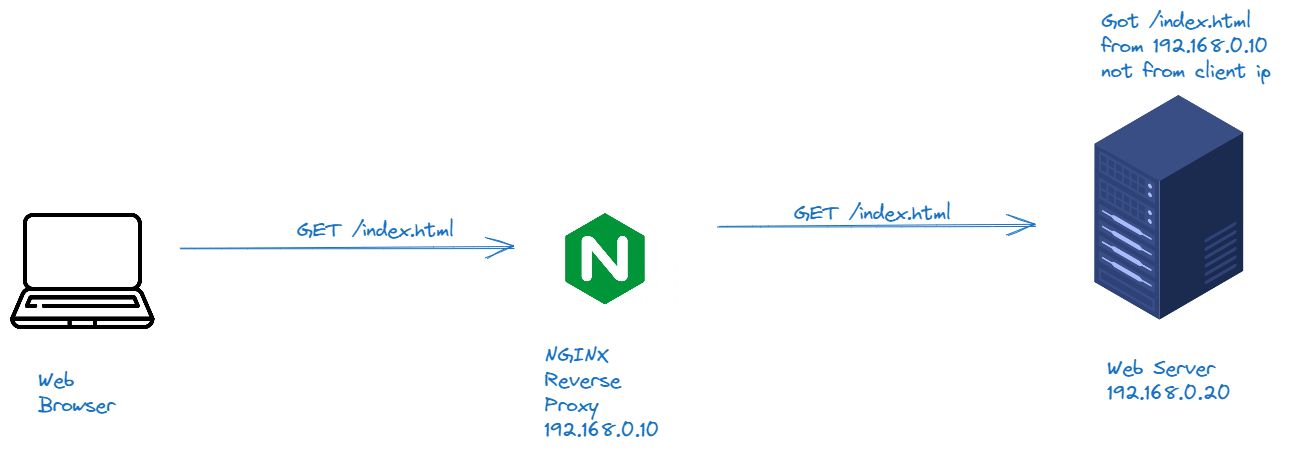 Got /index.html
from 192.168.0.10
not from client ip
GET /index.html
GET /index.html
N
Web
Browser
NGINX
Reverse
Proxy
192.168.0.10
Web Server
192.168.0.20